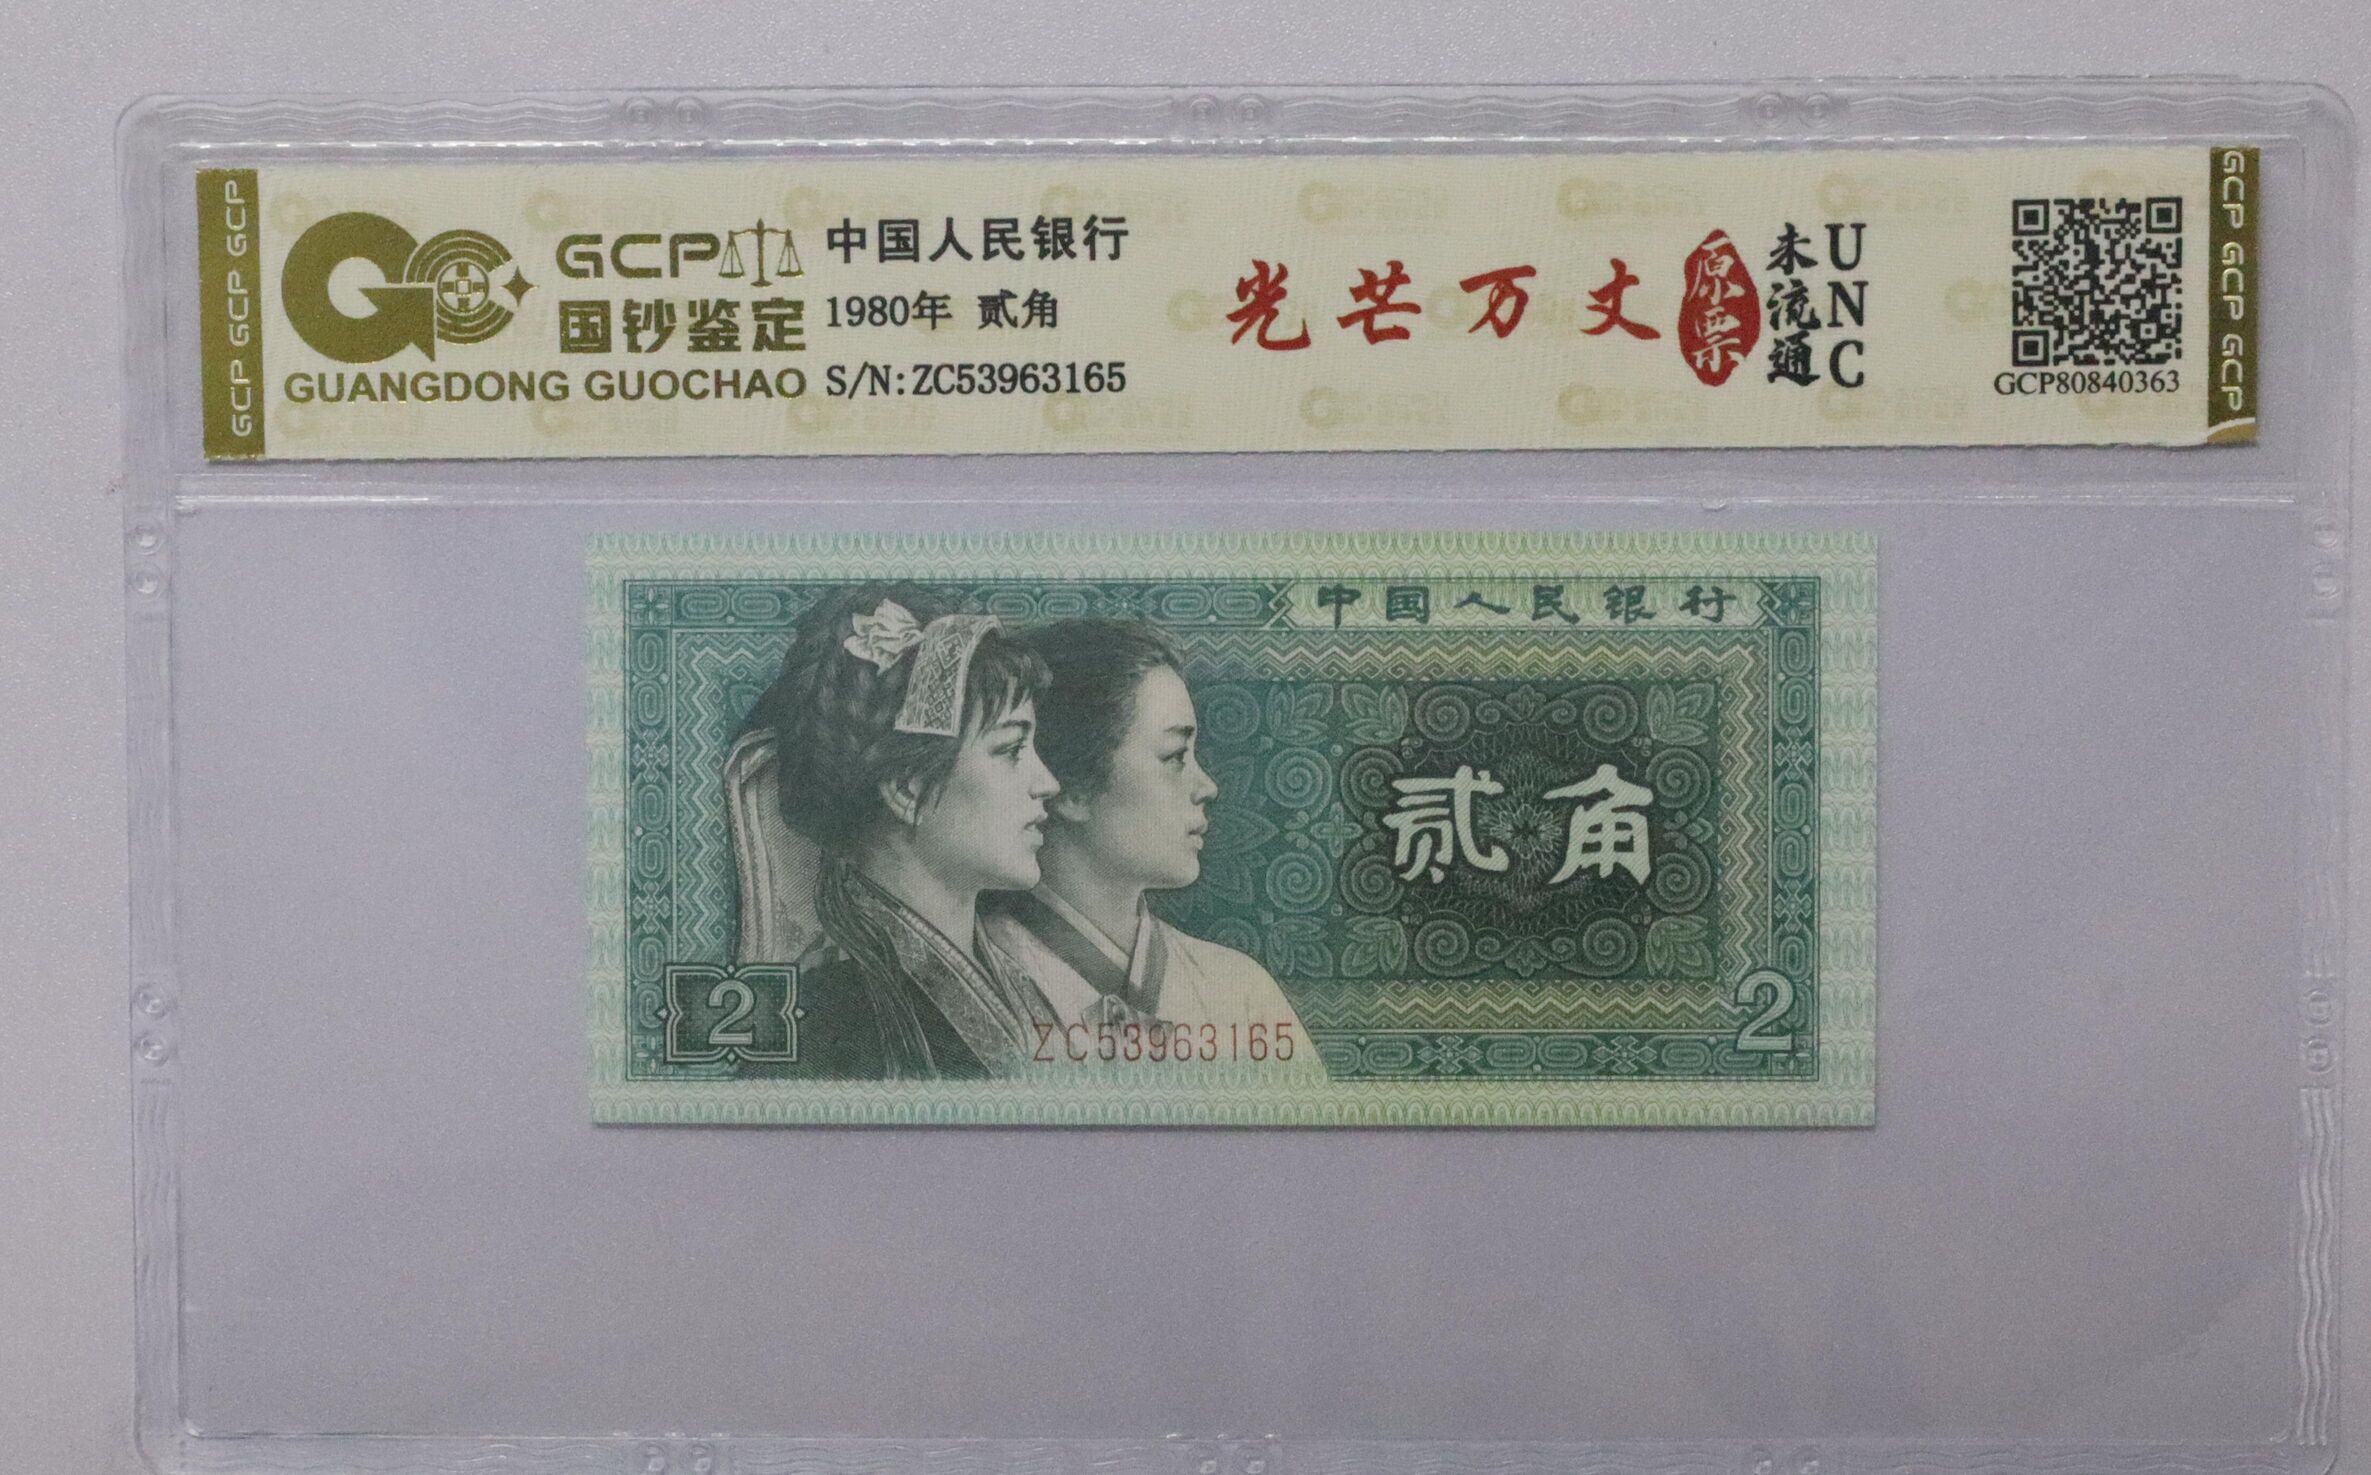 GCP GCP GCP
GCP
国钞鉴定
GUANGDONG GUOCHAO
中国人民银行
1980年 贰角
S/N:ZC53963165
光芒万丈
原票
未流通
UNC
GCP80840363
GCP GCP GCP
中国人民银行
贰角
2
ZC53963165
2